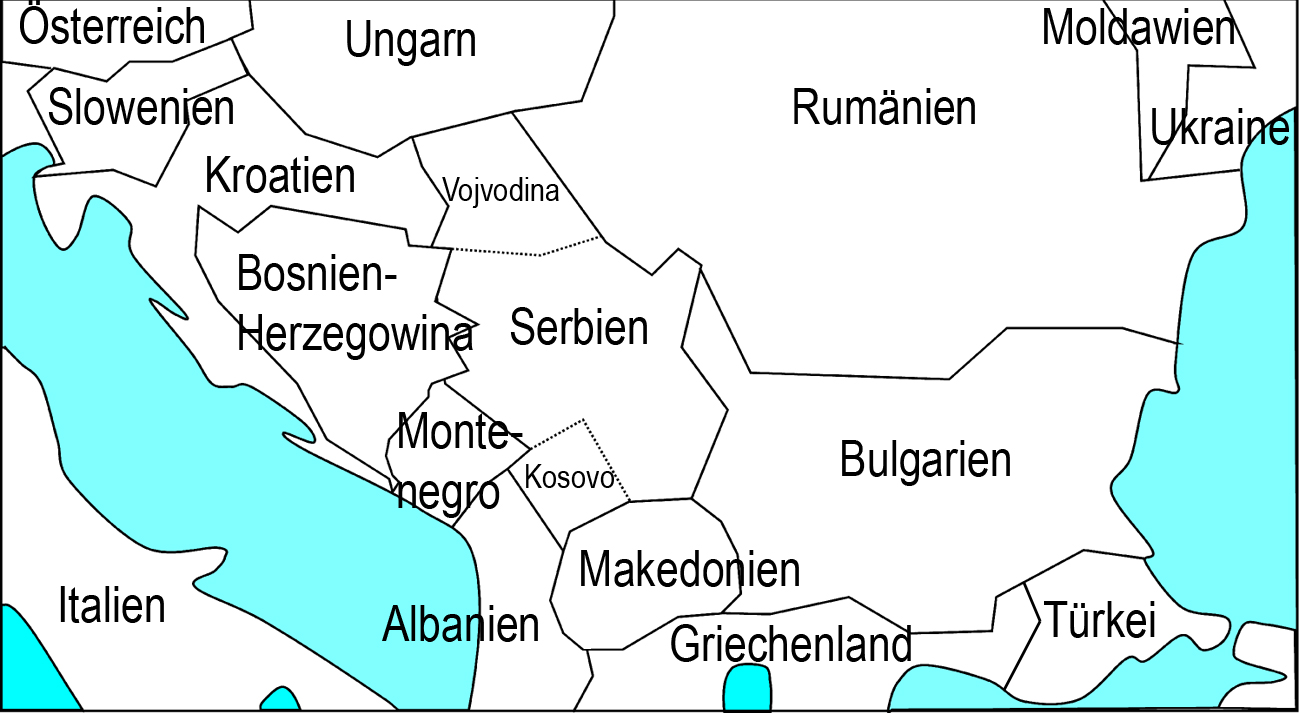 Österreich
Ungarn
Moldawien
Slowenien
Rumänien
Ukraine
Kroatien
Vojvodina
Bosnien-
Herzegowina
Serbien
Monte-
negro
Kosovo
Bulgarien
Makedonien
Italien
Albanien
Griechenland
Türkei